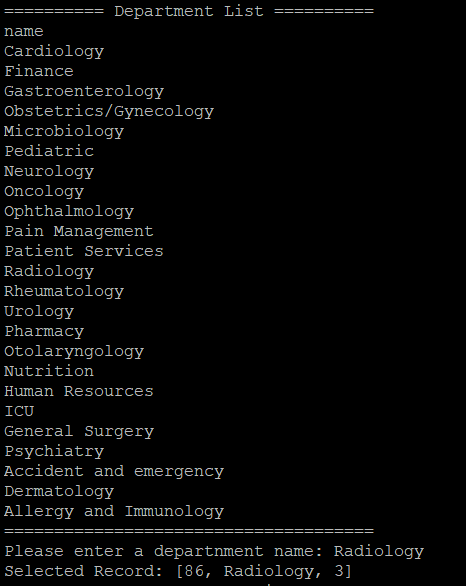 ========== Department List ==========
name
Cardiology
Finance
Gastroenterology
Obstetrics/Gynecology
Microbiology
Pediatric
Neurology
Oncology
Ophthalmology
Pain Management
Patient Services
Radiology
Rheumatology
Urology
Pharmacy
Otolaryngology
Nutrition
Human Resources
ICU
General Surgery
Psychiatry
Accident and emergency
Dermatology
Allergy and Immunology
=====================================
Please enter a departnment name: Radiology
Selected Record: [86, Radiology, 3]